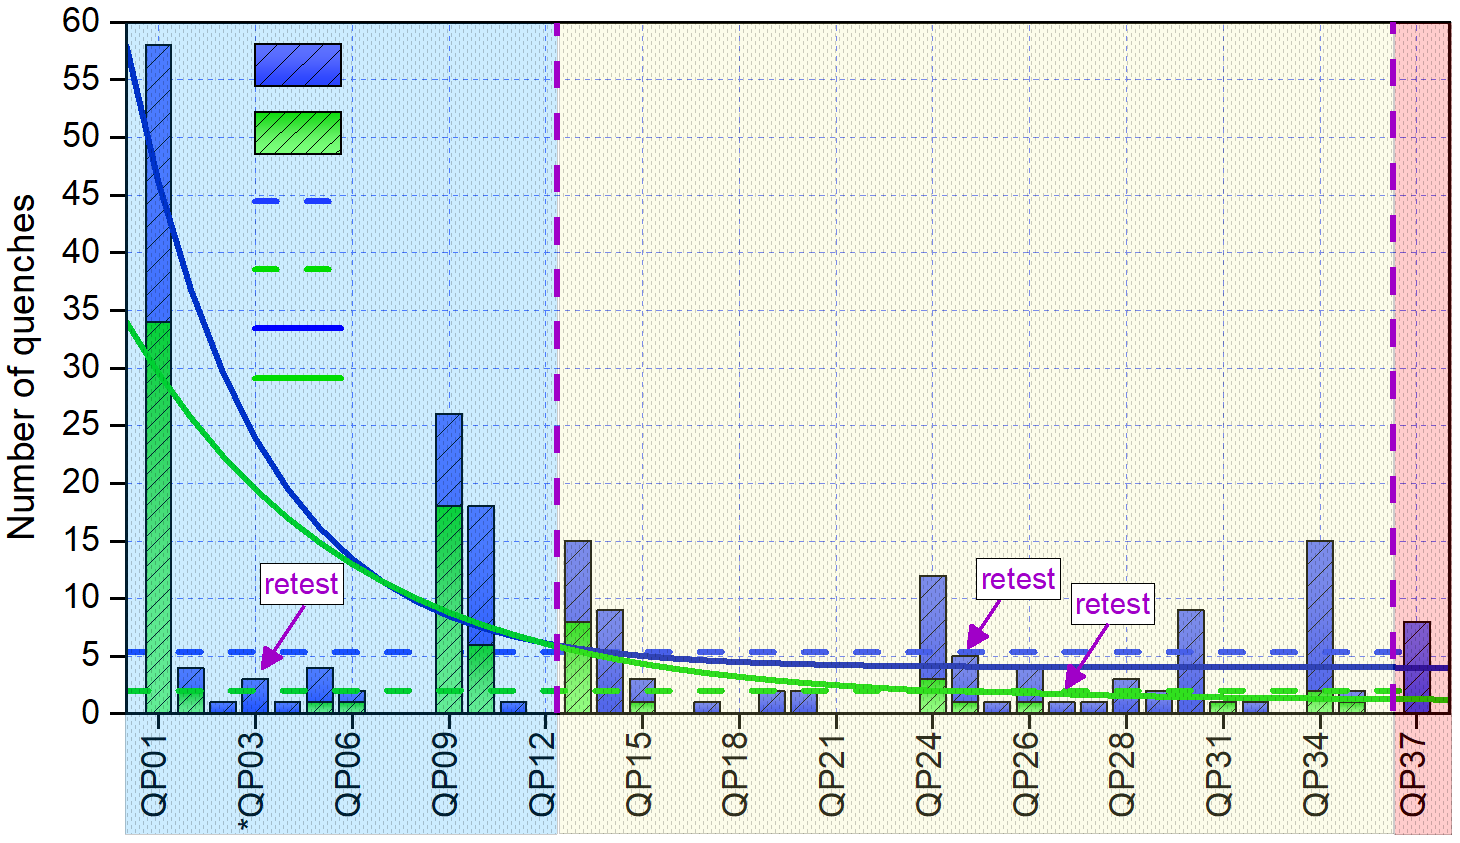 Number of quenches
60
55
50
45
40
35
30
25
20
15
10
5
0
retest
retest
retest
QP01
*QP03
QP06
QP09
QP12
QP15
QP18
QP21
QP24
QP26
QP28
QP31
QP34
QP37